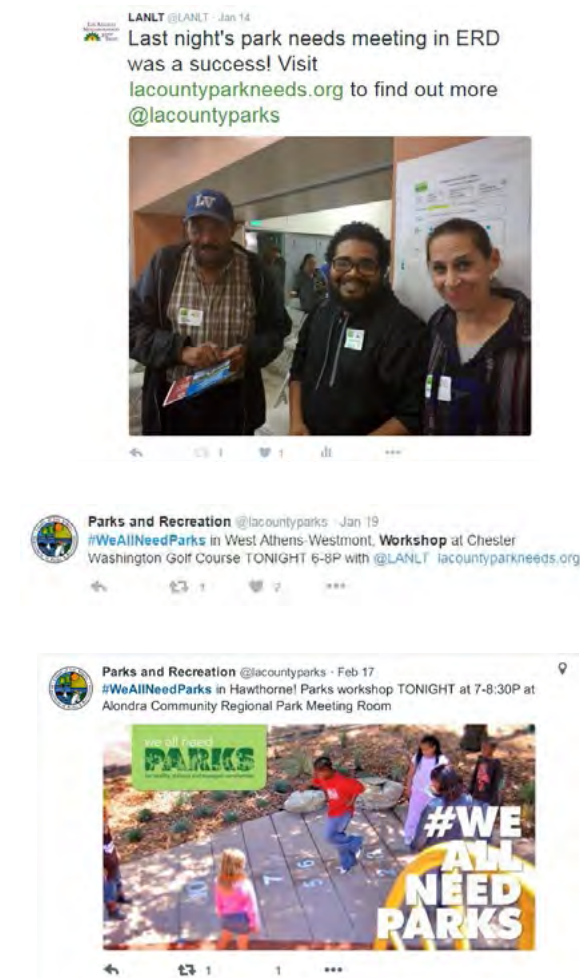 LANLT @LANLT · Jan 14
Last night's park needs meeting in ERD
was a success! Visit
lacountyparkneeds.org to find out more
@lacountyparks
LV
1
1
Parks and Recreation @lacountyparks · Jan 19
#WeAllNeedParks in West Athens-Westmont, Workshop at Chester
Washington Golf Course TONIGHT 6-8P with @LANLT lacountyparkneeds.org
1
2
Parks and Recreation @lacountyparks · Feb 17
#WeAllNeedParks in Hawthorne! Parks workshop TONIGHT at 7-8:30P at
Alondra Community Regional Park Meeting Room
we all need
PARKS
#WE
ALL
NEED
PARKS
10
7
5
1
1